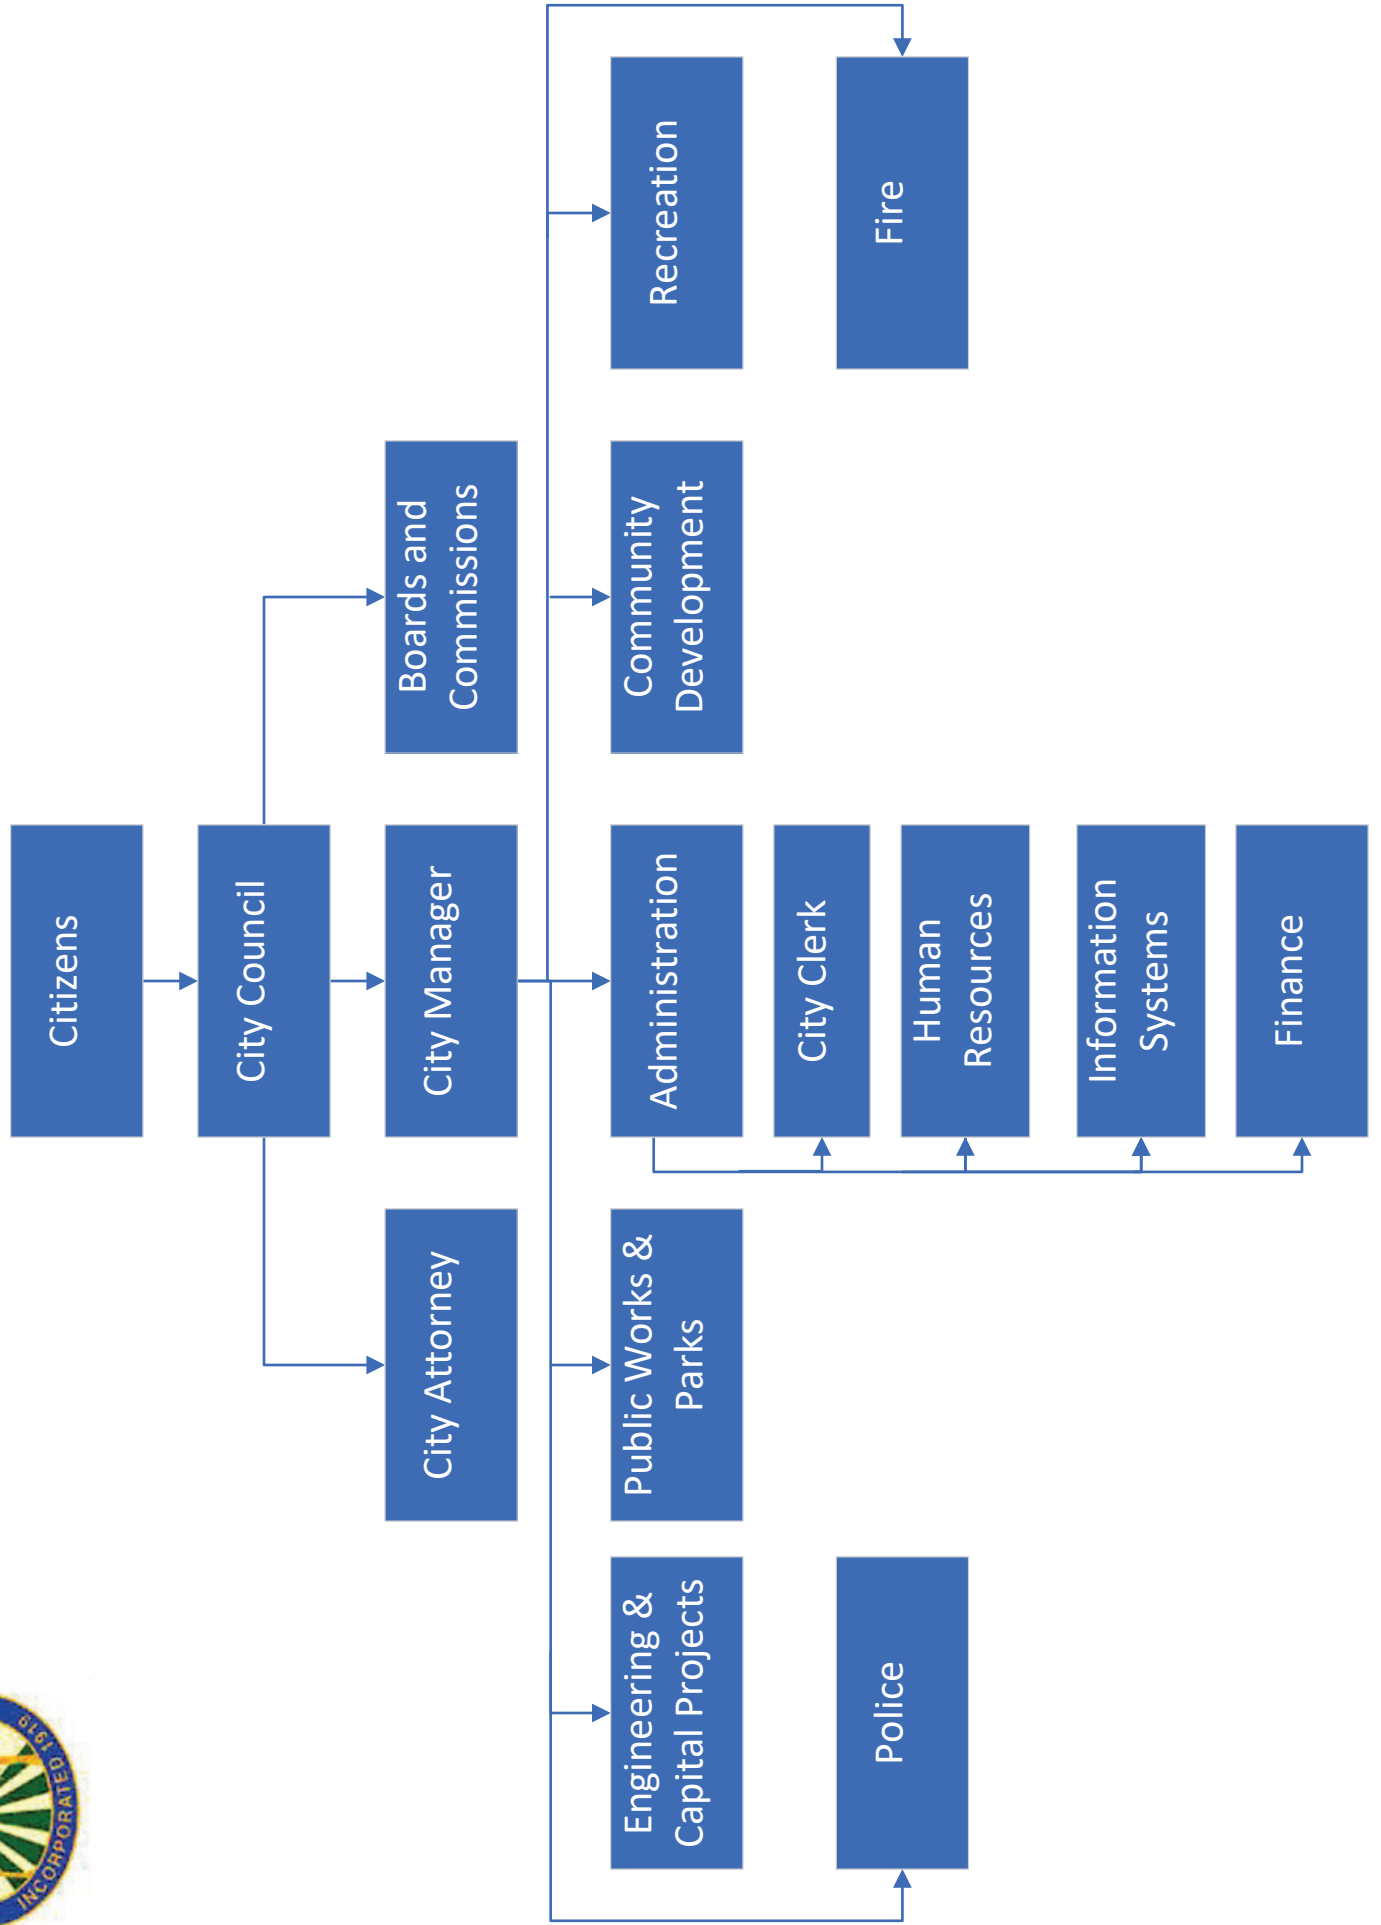 Citizens
City Council
City Attorney
City Manager
Boards and
Commissions
Engineering &
Capital Projects
Public Works &
Parks
Administration
Community
Development
Recreation
Police
City Clerk
Human
Resources
Information
Systems
Finance
Fire
INCORPORATED 1919